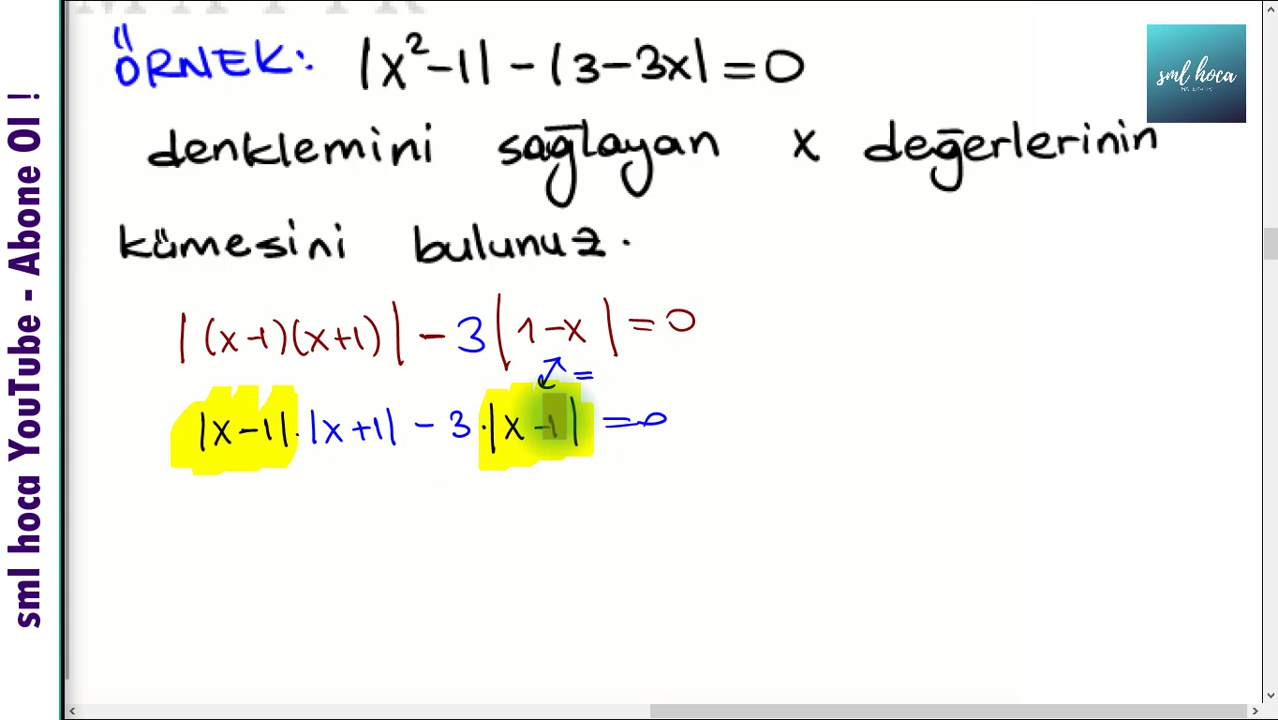 ÖRNEK: |x²-1| - |3-3x| = 0
denklemini sağlayan x değerlerinin
kümesini bulunuz.
|(x-1)(x+1)| - 3|1-x| = 0
=
|x-1|.|x+1| - 3.|x-1| = 0
sml hoca YouTube - Abone Ol !
sml hoca